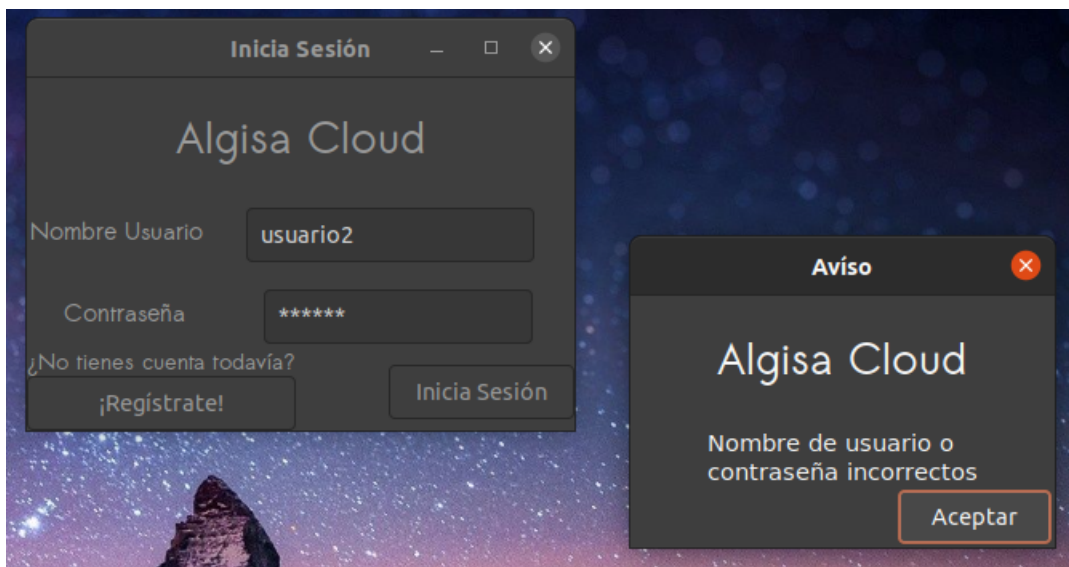 Inicia Sesión
Algisa Cloud
Nombre Usuario
usuario2
Contraseña
******
¿No tienes cuenta todavía?
¡Regístrate!
Inicia Sesión
Avíso
Algisa Cloud
Nombre de usuario o
contraseña incorrectos
Aceptar